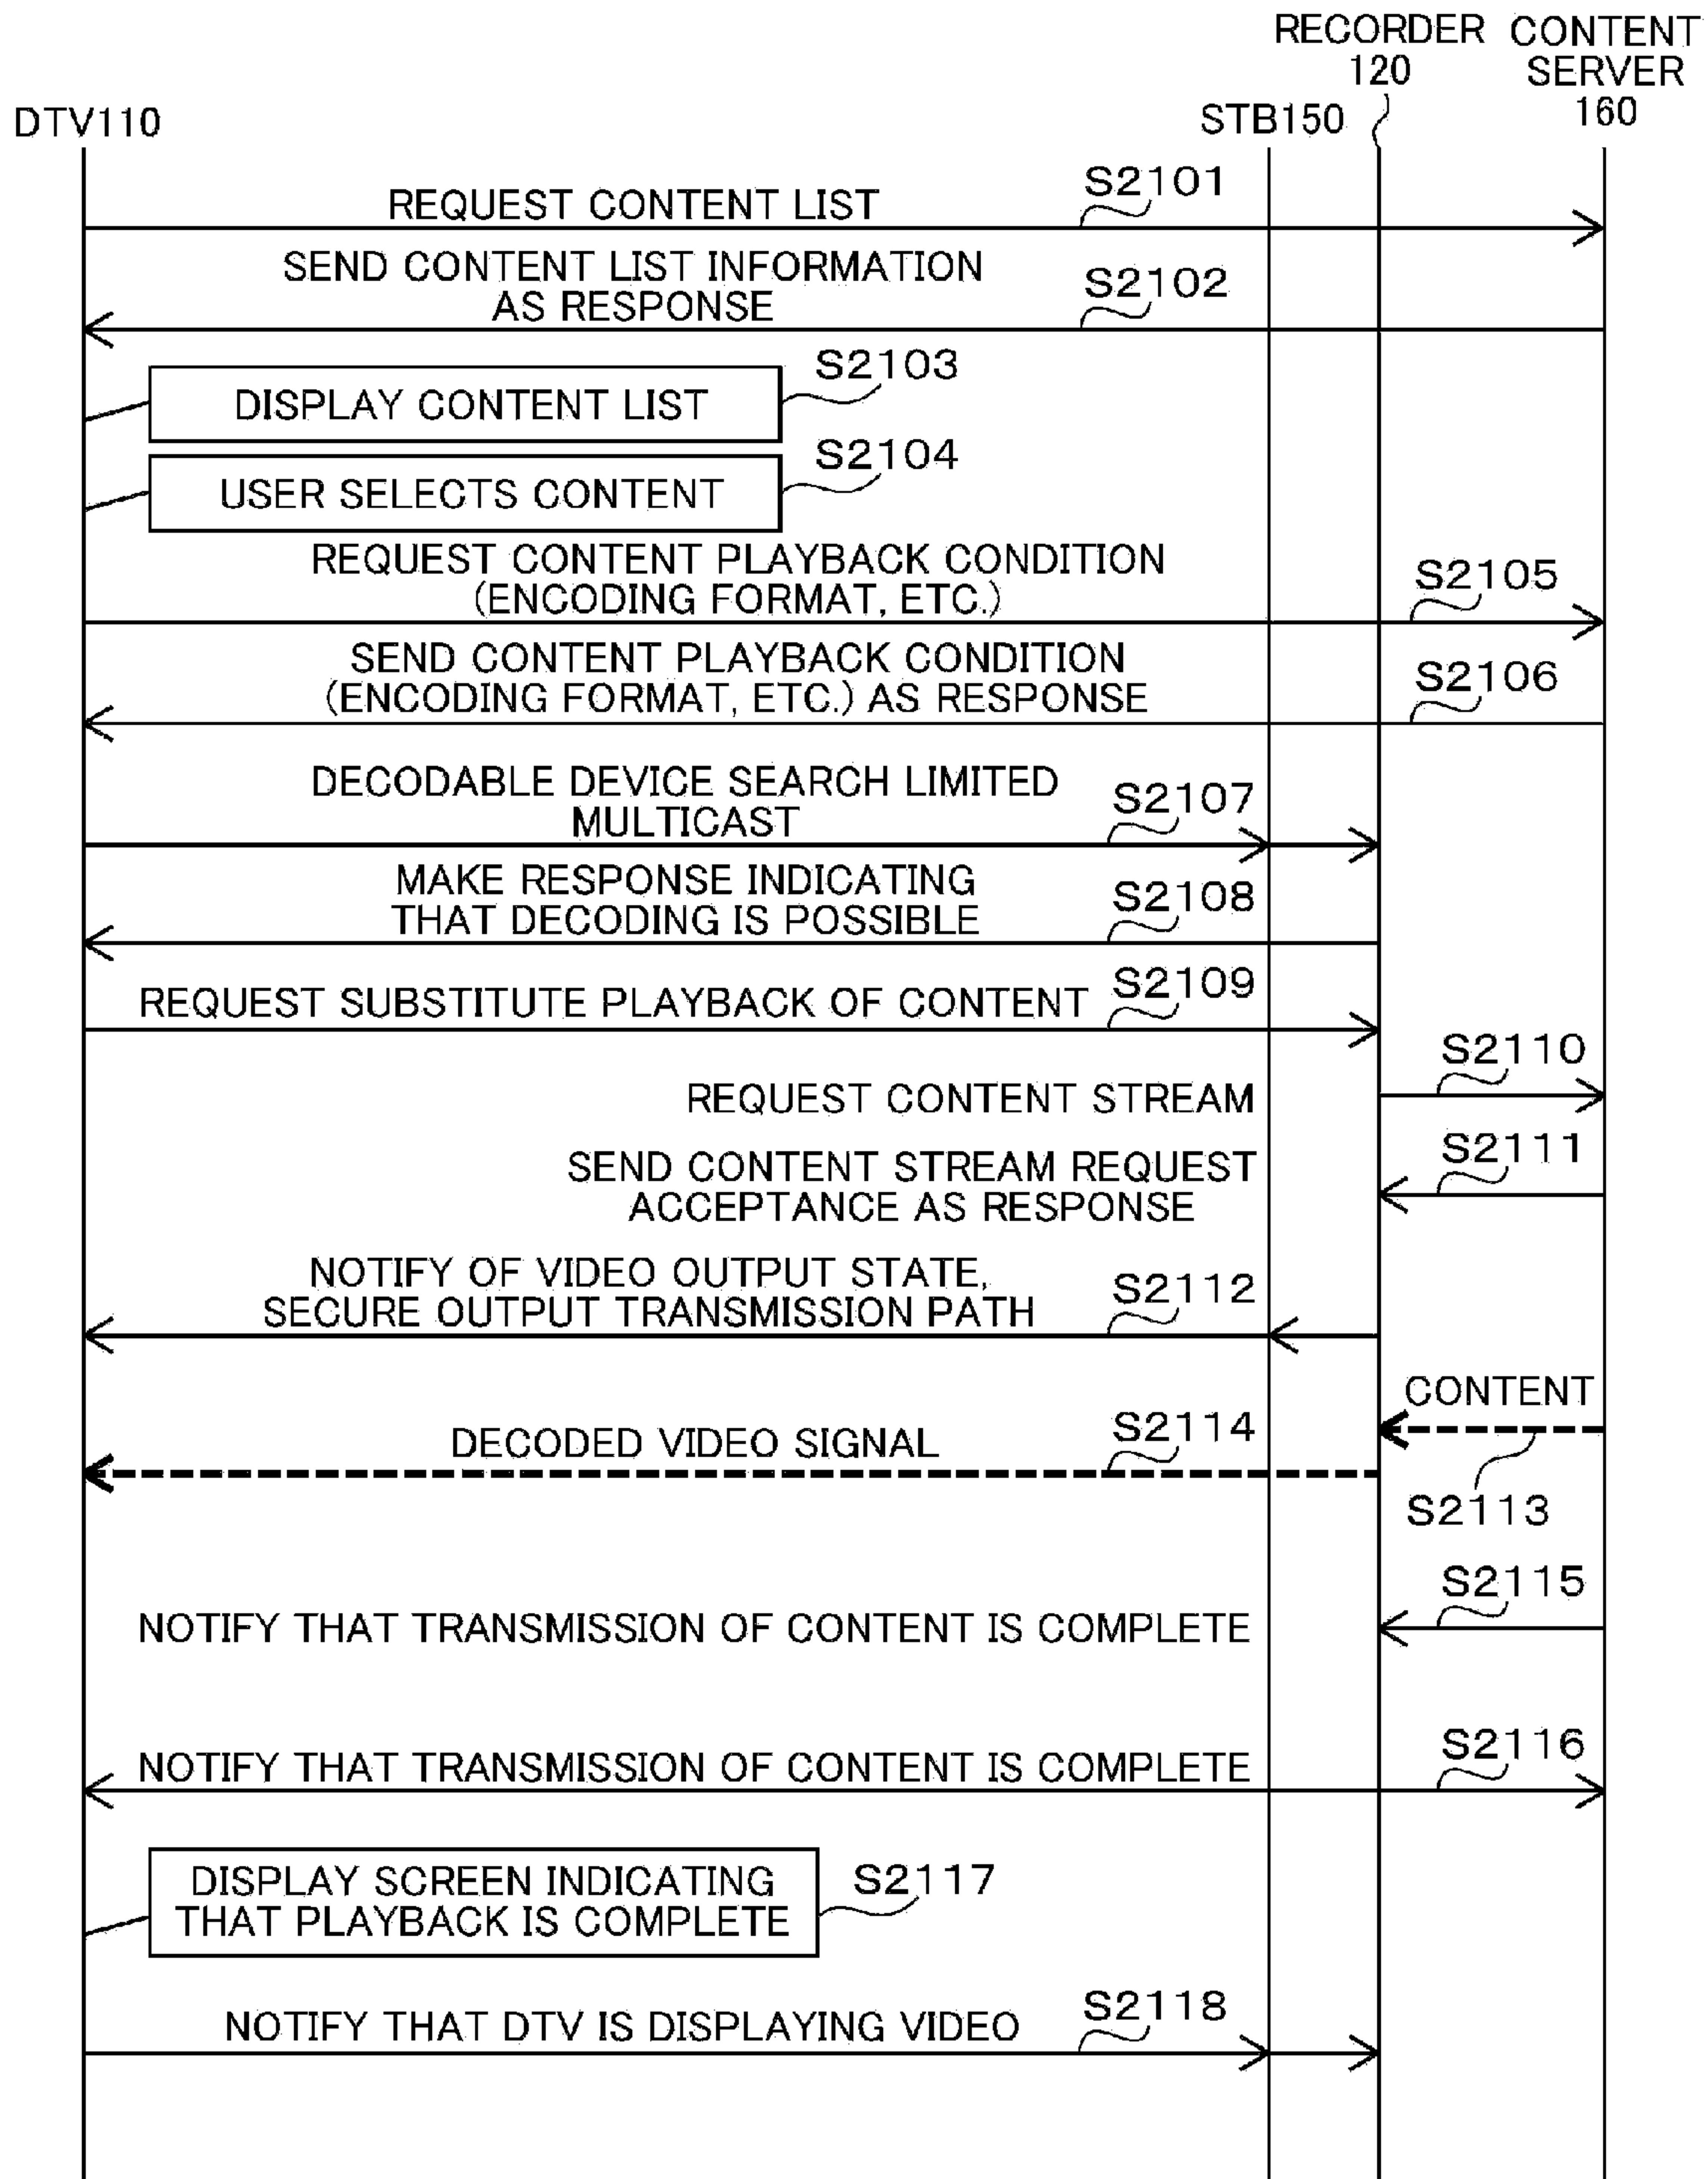 RECORDER
120
CONTENT
SERVER
160
DTV110
STB150
S2101
REQUEST CONTENT LIST
SEND CONTENT LIST INFORMATION
AS RESPONSE
S2102
S2103
DISPLAY CONTENT LIST
S2104
USER SELECTS CONTENT
REQUEST CONTENT PLAYBACK CONDITION
(ENCODING FORMAT, ETC.)
S2105
SEND CONTENT PLAYBACK CONDITION
(ENCODING FORMAT, ETC.) AS RESPONSE
S2106
DECODABLE DEVICE SEARCH LIMITED
MULTICAST
S2107
MAKE RESPONSE INDICATING
THAT DECODING IS POSSIBLE
S2108
REQUEST SUBSTITUTE PLAYBACK OF CONTENT
S2109
S2110
REQUEST CONTENT STREAM
S2111
SEND CONTENT STREAM REQUEST
ACCEPTANCE AS RESPONSE
NOTIFY OF VIDEO OUTPUT STATE,
SECURE OUTPUT TRANSMISSION PATH
S2112
CONTENT
S2114
DECODED VIDEO SIGNAL
S2113
S2115
NOTIFY THAT TRANSMISSION OF CONTENT IS COMPLETE
S2116
NOTIFY THAT TRANSMISSION OF CONTENT IS COMPLETE
DISPLAY SCREEN INDICATING
THAT PLAYBACK IS COMPLETE
S2117
S2118
NOTIFY THAT DTV IS DISPLAYING VIDEO